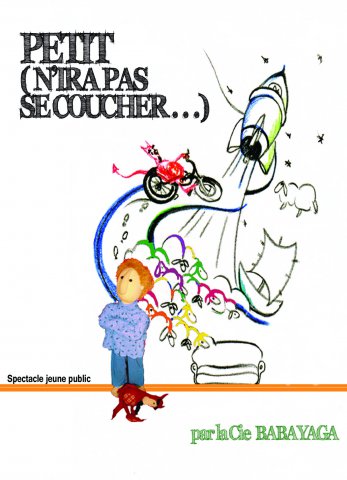 PETIT
(N'IRA PAS
SE COUCHER...)
Spectacle jeune public
par la Cie BABAYAGA